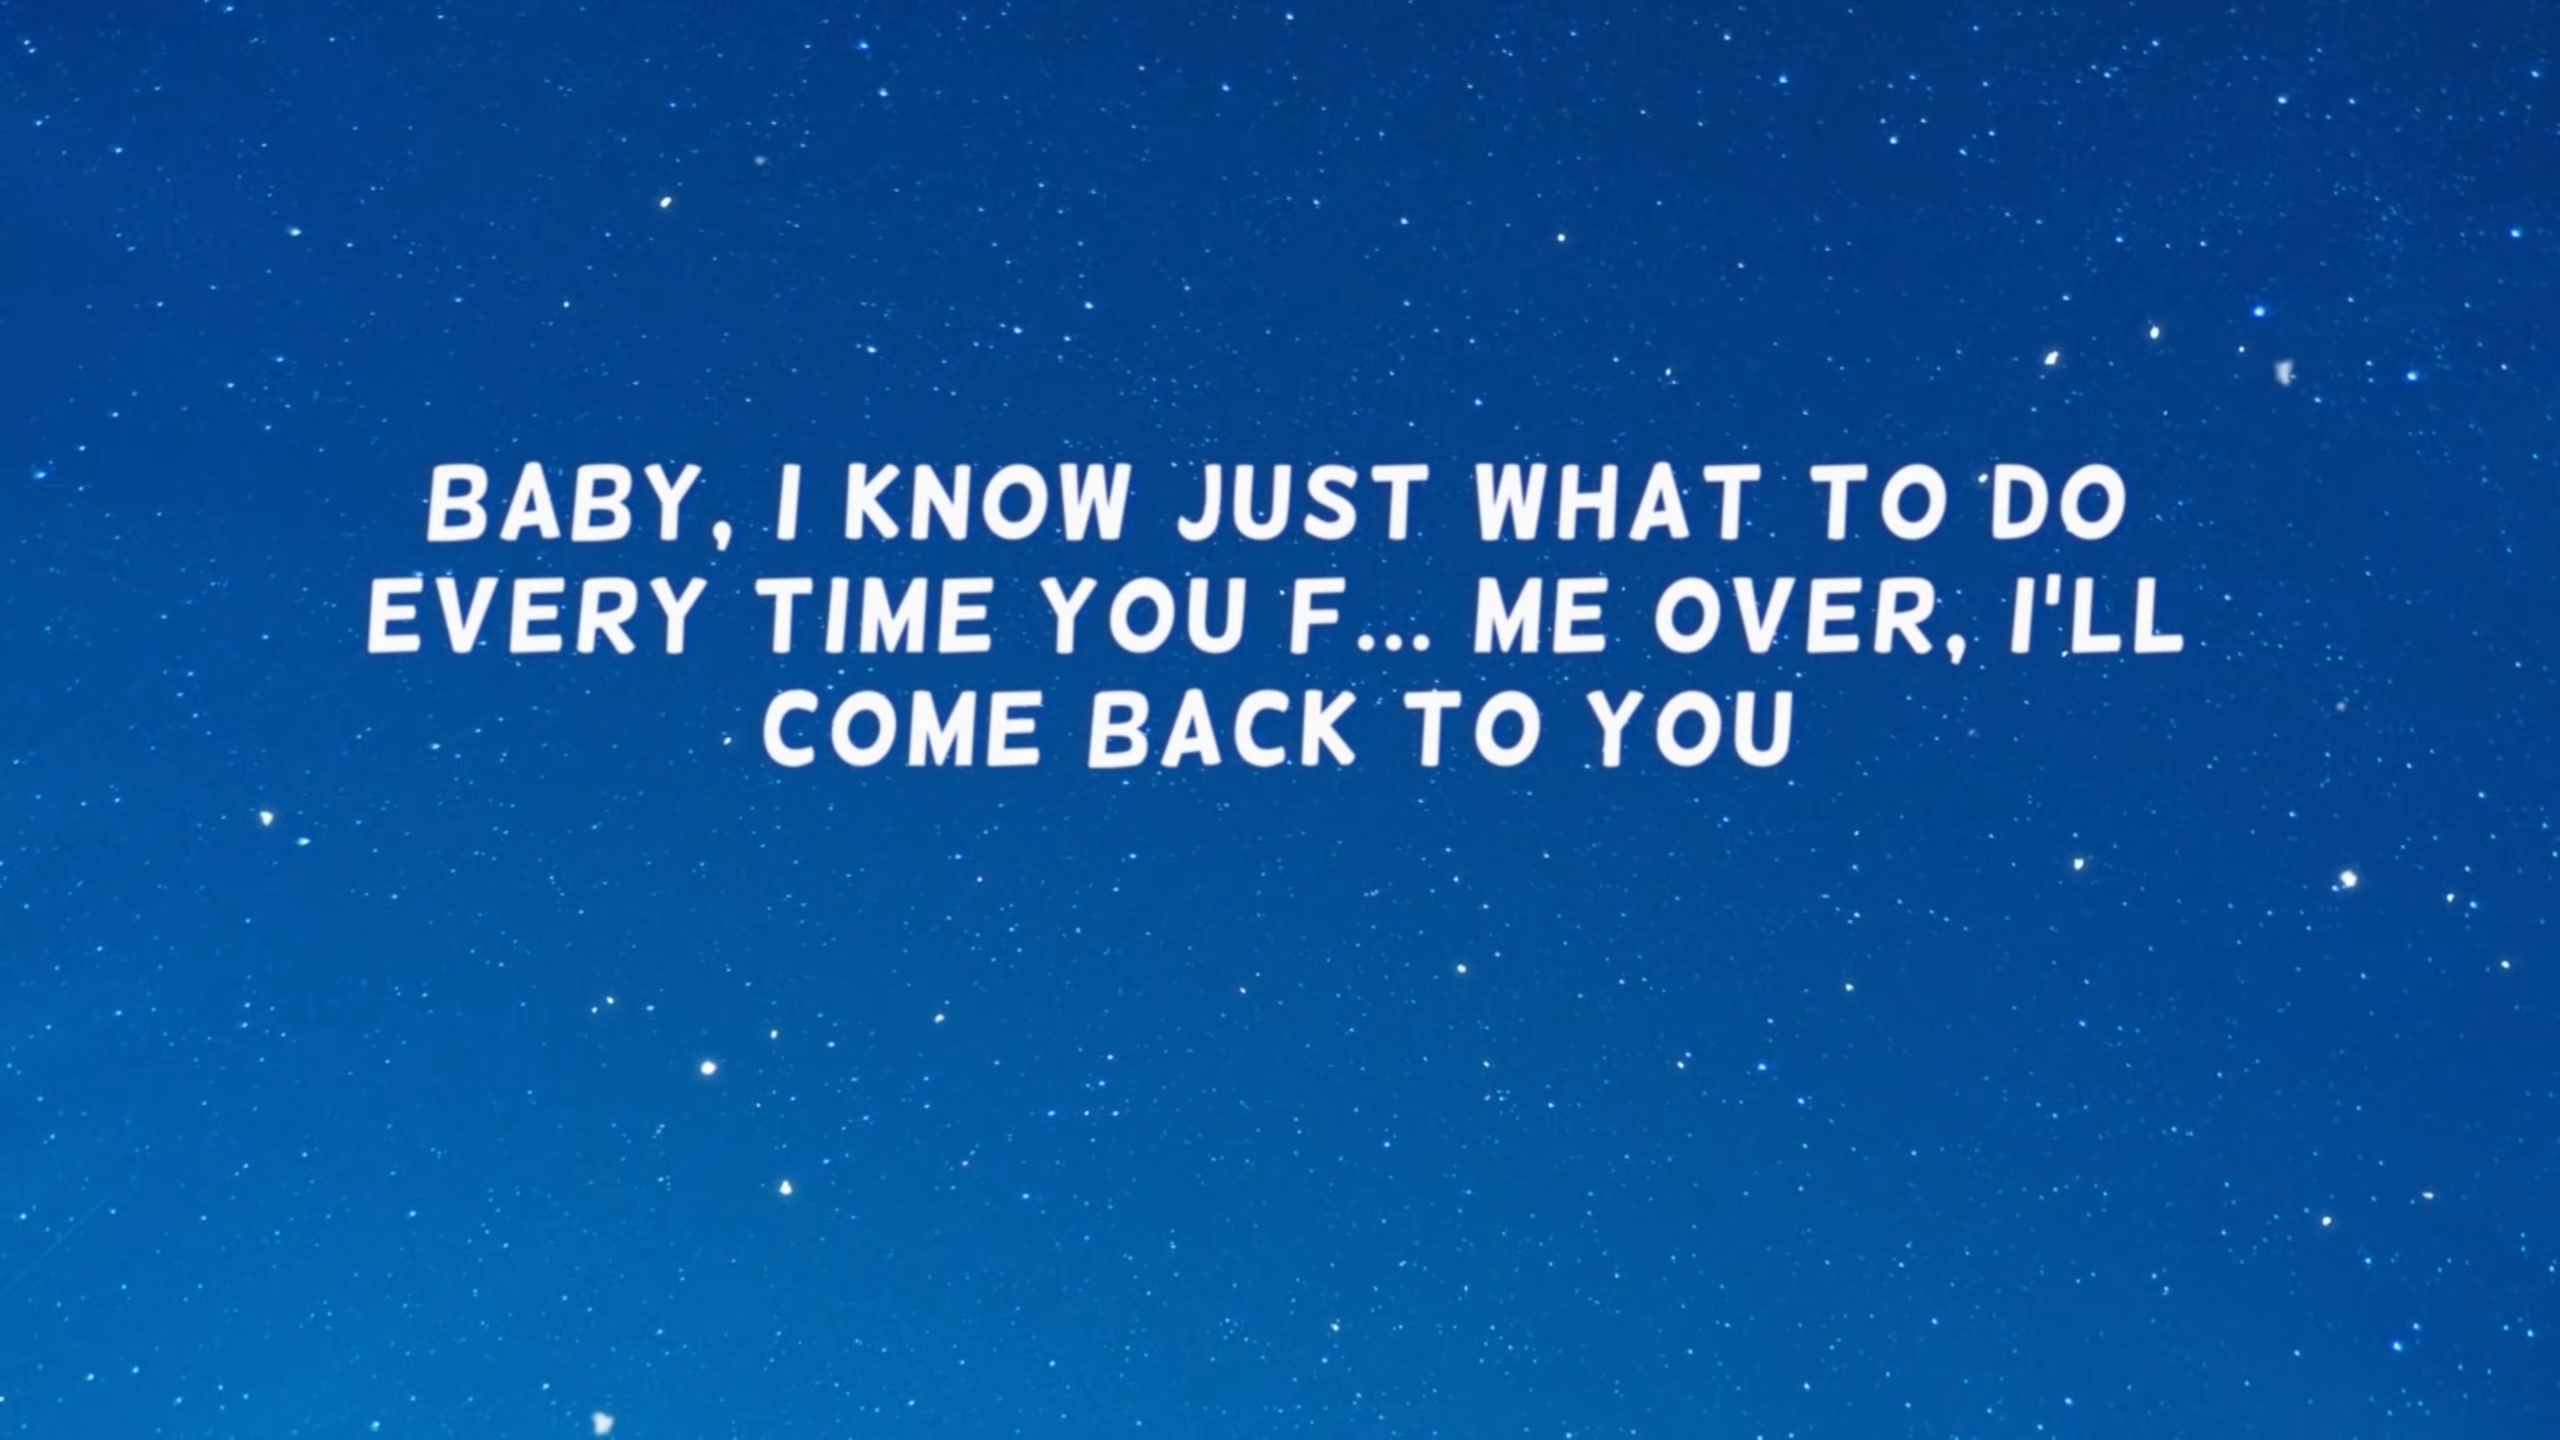 BABY, I KNOW JUST WHAT TO DO
EVERY TIME YOU F... ME OVER, I'LL
COME BACK TO YOU